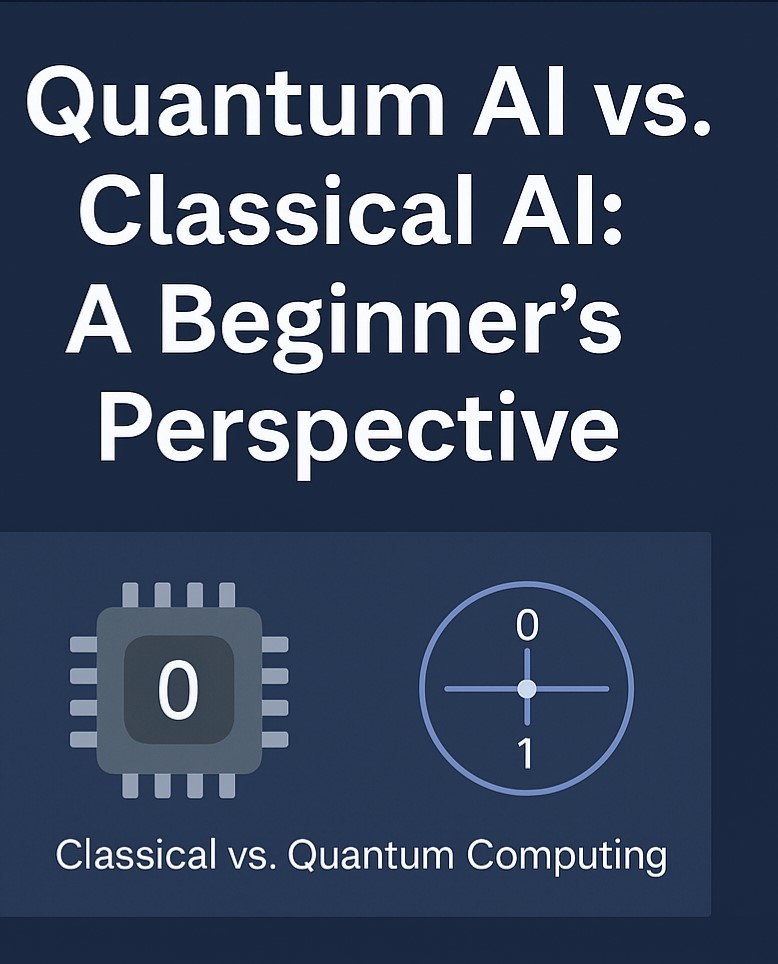 Quantum AI vs.
Classical AI:
A Beginner’s
Perspective
0
0
1
Classical vs. Quantum Computing